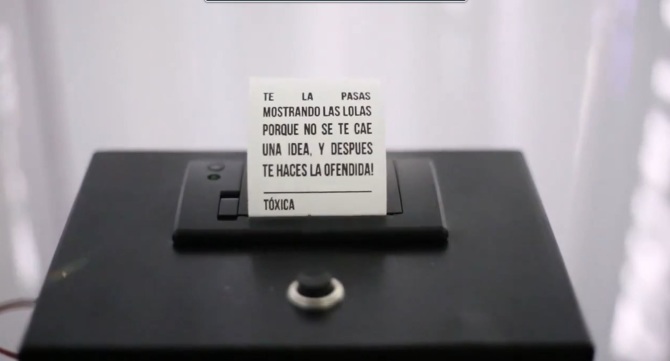 TE LA PASAS
MOSTRANDO LAS LOLAS
PORQUE NO SE TE CAE
UNA IDEA, Y DESPUES
TE HACES LA OFENDIDA!
TÓXICA